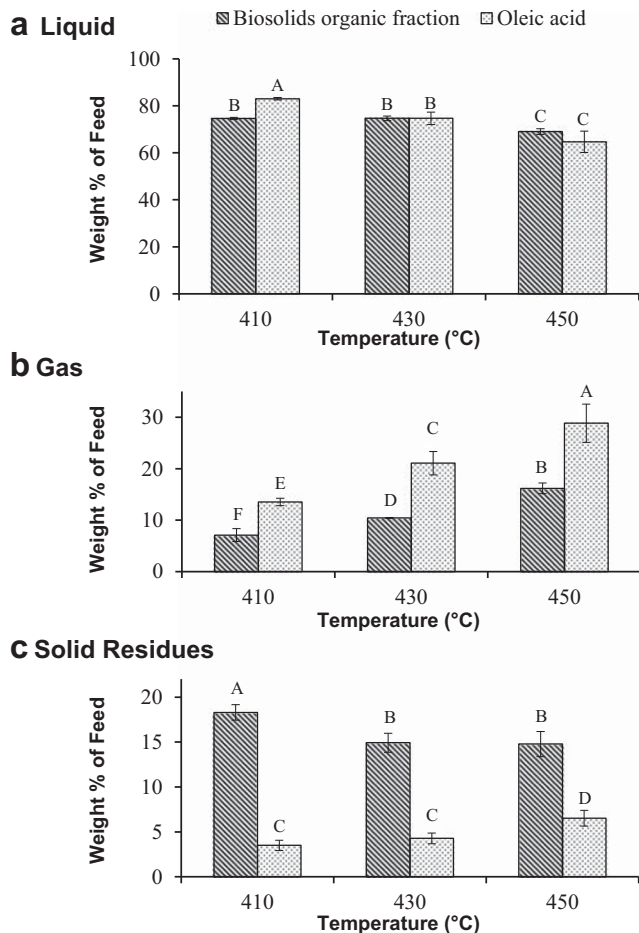 a Liquid
Biosolids organic fraction Oleic acid
100
80
60
40
20
0
Weight % of Feed
B A B B C C
410 430 450
Temperature (°C)
b Gas
30
20
10
0
Weight % of Feed
F E D C B A
410 430 450
Temperature (°C)
c Solid Residues
20
15
10
5
0
Weight % of Feed
A C B C B D
410 430 450
Temperature (°C)